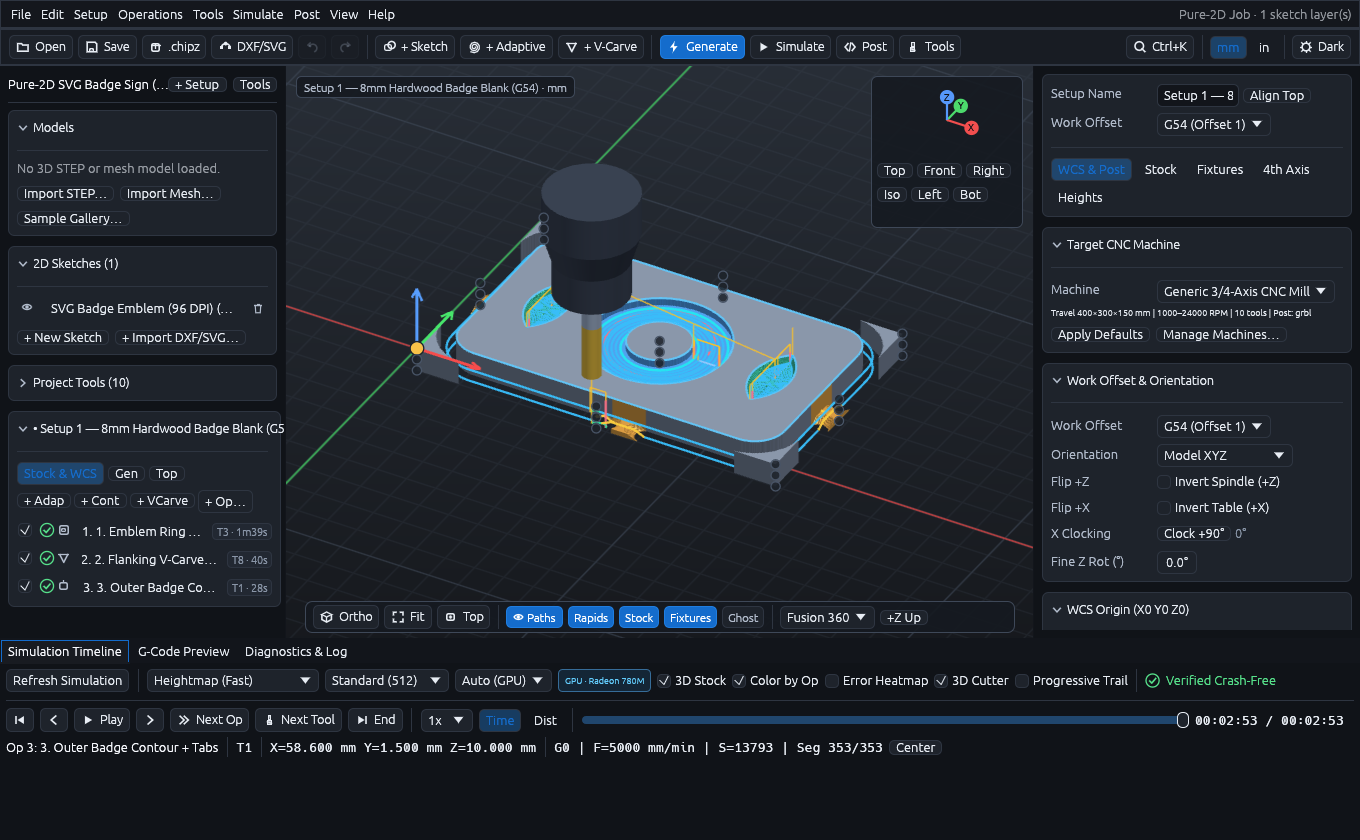 File Edit Setup Operations Tools Simulate Post View Help
Pure-2D Job · 1 sketch layer(s)
Open Save .chipz DXF/SVG + Sketch + Adaptive + V-Carve Generate Simulate Post Tools Ctrl+K mm in Dark
Pure-2D SVG Badge Sign (... + Setup Tools
Models
No 3D STEP or mesh model loaded.
Import STEP... Import Mesh...
Sample Gallery...
2D Sketches (1)
SVG Badge Emblem (96 DPI) (...
+ New Sketch + Import DXF/SVG...
Project Tools (10)
• Setup 1 — 8mm Hardwood Badge Blank (G5
Stock & WCS Gen Top
+ Adap + Cont + VCarve + Op...
1. 1. Emblem Ring ... T3 · 1m39s
2. 2. Flanking V-Carve... T8 · 40s
3. 3. Outer Badge Co... T1 · 28s
Setup 1 — 8mm Hardwood Badge Blank (G54) · mm
Z
Y
X
Top Front Right
Iso Left Bot
Ortho Fit Top Paths Rapids Stock Fixtures Ghost Fusion 360 +Z Up
Setup Name Setup 1 — 8 Align Top
Work Offset G54 (Offset 1)
WCS & Post Stock Fixtures 4th Axis
Heights
Target CNC Machine
Machine Generic 3/4-Axis CNC Mill
Travel 400×300×150 mm | 1000–24000 RPM | 10 tools | Post: grbl
Apply Defaults Manage Machines...
Work Offset & Orientation
Work Offset G54 (Offset 1)
Orientation Model XYZ
Flip +Z Invert Spindle (+Z)
Flip +X Invert Table (+X)
X Clocking Clock +90° 0°
Fine Z Rot (°) 0.0°
WCS Origin (X0 Y0 Z0)
Simulation Timeline G-Code Preview Diagnostics & Log
Refresh Simulation Heightmap (Fast) Standard (512) Auto (GPU) GPU · Radeon 780M 3D Stock Color by Op Error Heatmap 3D Cutter Progressive Trail Verified Crash-Free
Play Next Op Next Tool End 1x Time Dist 00:02:53 / 00:02:53
Op 3: 3. Outer Badge Contour + Tabs T1 X=58.600 mm Y=1.500 mm Z=10.000 mm G0 | F=5000 mm/min | S=13793 | Seg 353/353 Center